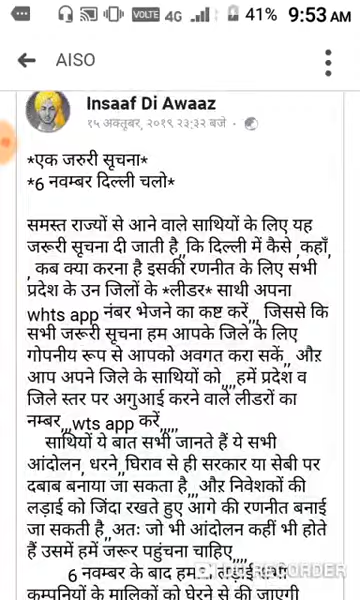 VOLTE 4G 41% 9:53 AM
AISO
Insaaf Di Awaaz
१५ अक्तूबर, २०१९ २३:३२ बजे ·
*एक जरुरी सूचना*
*6 नवम्बर दिल्ली चलो*
समस्त राज्यों से आने वाले साथियों के लिए यह
जरूरी सूचना दी जाती है,, कि दिल्ली में कैसे ,कहाँ,
, कब क्या करना है इसकी रणनीत के लिए सभी
प्रदेश के उन जिलों के *लीडर* साथी अपना
whts app नंबर भेजने का कष्ट करें,,, जिससे कि
सभी जरूरी सूचना हम आपके जिले के लिए
गोपनीय रूप से आपको अवगत करा सकें,, और
आप अपने जिले के साथियों को,,,,हमें प्रदेश व
जिले स्तर पर अगुआई करने वाले लीडरों का
नम्बर,,,wts app करें,,,,,
साथियों ये बात सभी जानते हैं ये सभी
आंदोलन, धरने,,घिराव से ही सरकार या सेबी पर
दबाब बनाया जा सकता है,,,और निवेशकों की
लड़ाई को जिंदा रखते हुए आगे की रणनीत बनाई
जा सकती है,,अतः जो भी आंदोलन कहीं भी होते
हैं उसमें हमें जरूर पहुंचना चाहिए,,,,
6 नवम्बर के बाद हमारी लड़ाई सभी
कम्पनियों के मालिकों को घेरने से की जाएगी
RECORDER